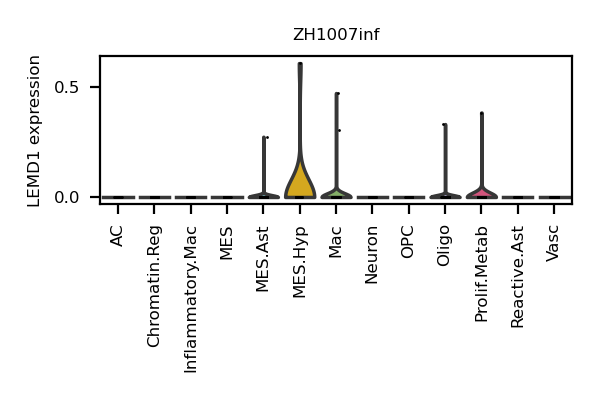 ZH1007inf
LEMD1 expression
0.5
0.0
AC
Chromatin.Reg
Inflammatory.Mac
MES
MES.Ast
MES.Hyp
Mac
Neuron
OPC
Oligo
Prolif.Metab
Reactive.Ast
Vasc